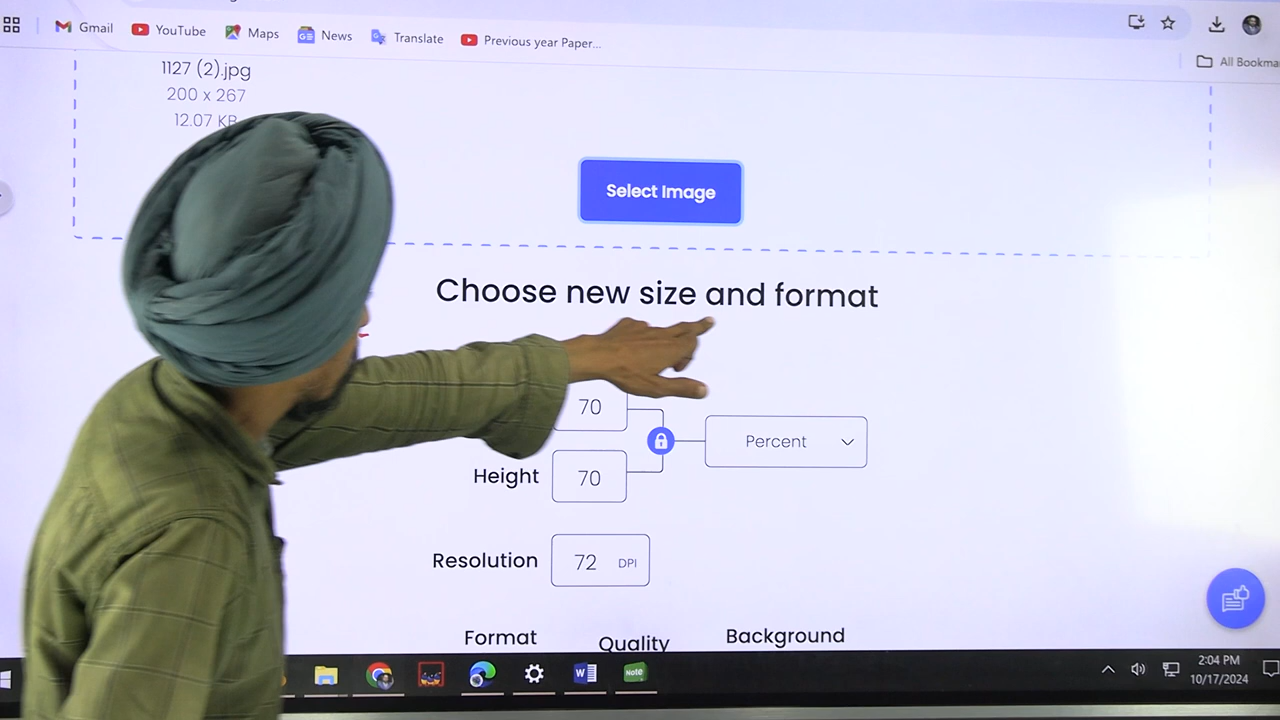 Gmail
YouTube
Maps
News
Translate
Previous year Paper...
All Bookma
1127 (2).jpg
200 x 267
12.07 KB
Select Image
Choose new size and format
70
Percent
Height
70
Resolution
72 DPI
Format
Quality
Background
Note
2:04 PM
10/17/2024